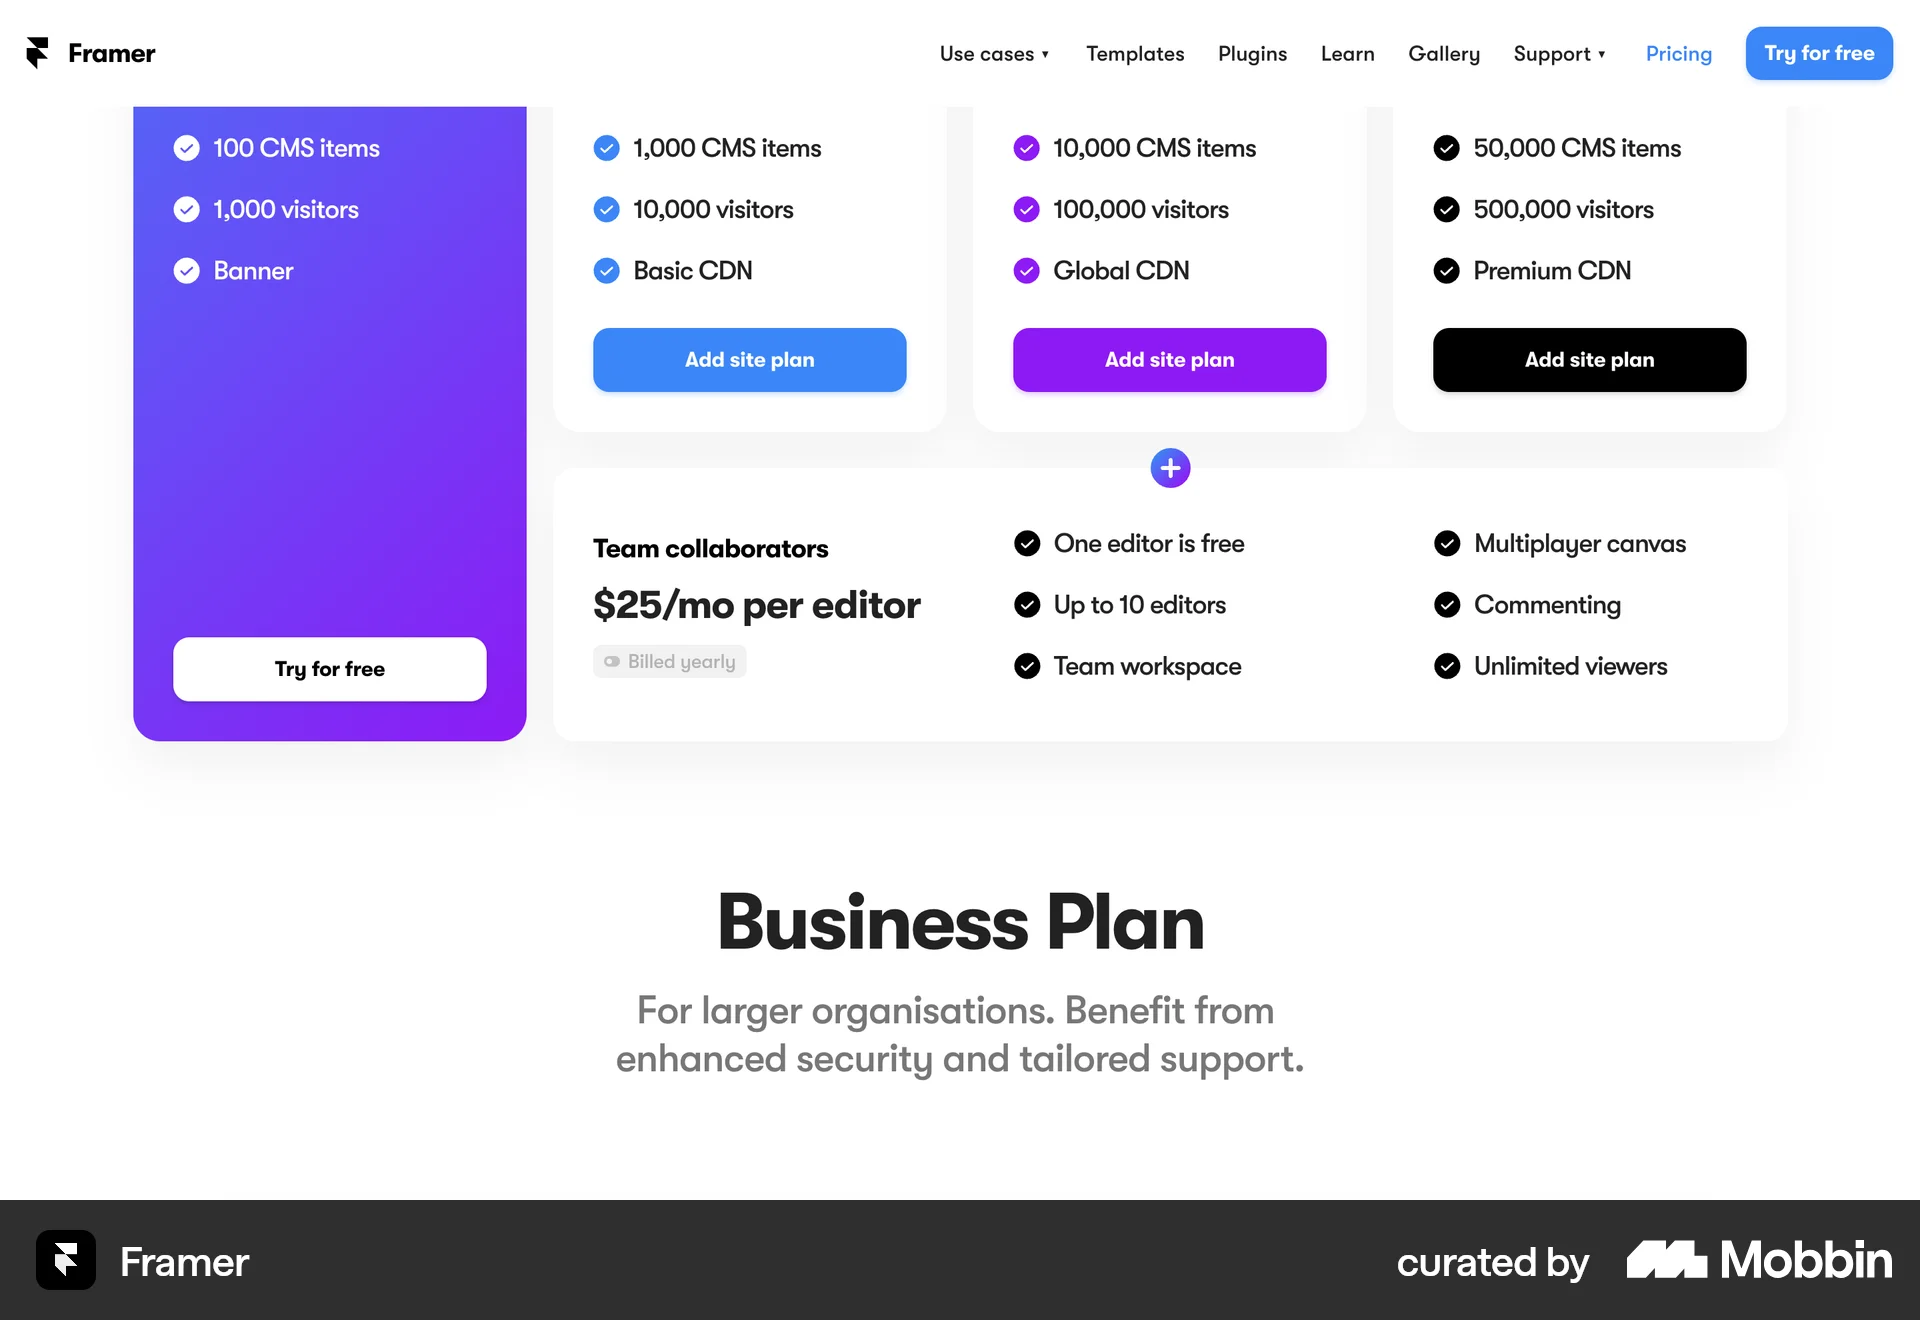 Framer
Use cases ▾
Templates
Plugins
Learn
Gallery
Support ▾
Pricing
Try for free
100 CMS items
1,000 visitors
Banner
Try for free
1,000 CMS items
10,000 visitors
Basic CDN
Add site plan
10,000 CMS items
100,000 visitors
Global CDN
Add site plan
50,000 CMS items
500,000 visitors
Premium CDN
Add site plan
Team collaborators
$25/mo per editor
Billed yearly
One editor is free
Up to 10 editors
Team workspace
Multiplayer canvas
Commenting
Unlimited viewers
Business Plan
For larger organisations. Benefit from
enhanced security and tailored support.
Framer
curated by Mobbin